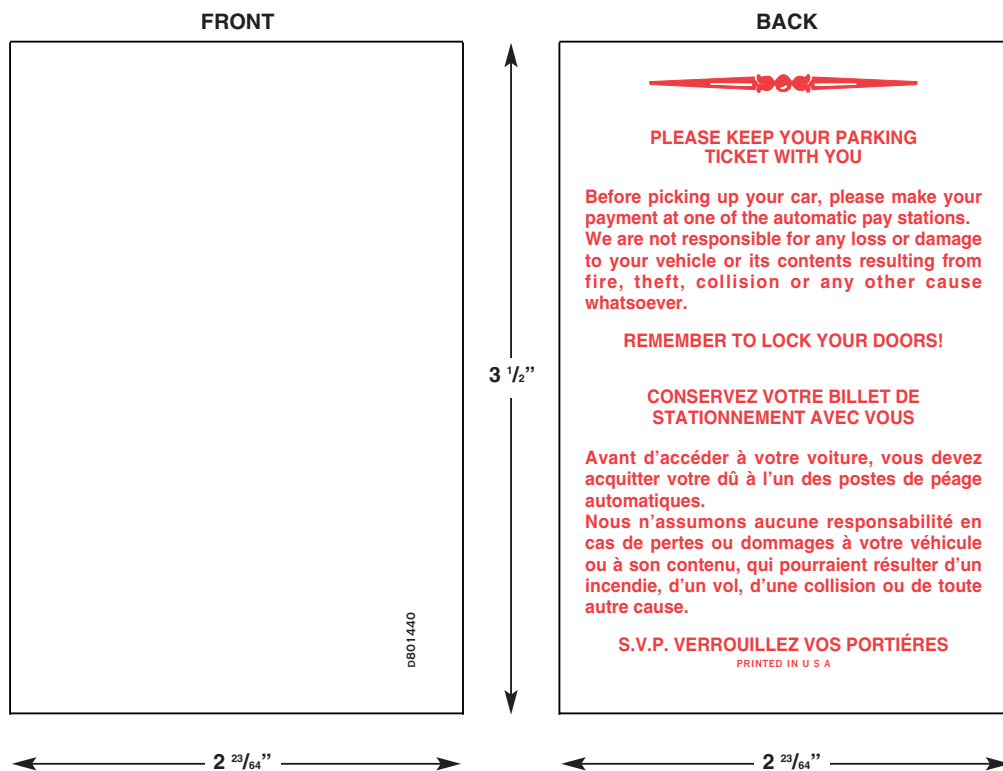 FRONT
D801440
2 23/64”
3 1/2”
BACK
PLEASE KEEP YOUR PARKING
TICKET WITH YOU
Before picking up your car, please make your
payment at one of the automatic pay stations.
We are not responsible for any loss or damage
to your vehicle or its contents resulting from
fire, theft, collision or any other cause
whatsoever.
REMEMBER TO LOCK YOUR DOORS!
CONSERVEZ VOTRE BILLET DE
STATIONNEMENT AVEC VOUS
Avant d’accéder à votre voiture, vous devez
acquitter votre dû à l’un des postes de péage
automatiques.
Nous n’assumons aucune responsabilité en
cas de pertes ou dommages à votre véhicule
ou à son contenu, qui pourraient résulter d’un
incendie, d’un vol, d’une collision ou de toute
autre cause.
S.V.P. VERROUILLEZ VOS PORTIÉRES
PRINTED IN U S A
2 23/64”